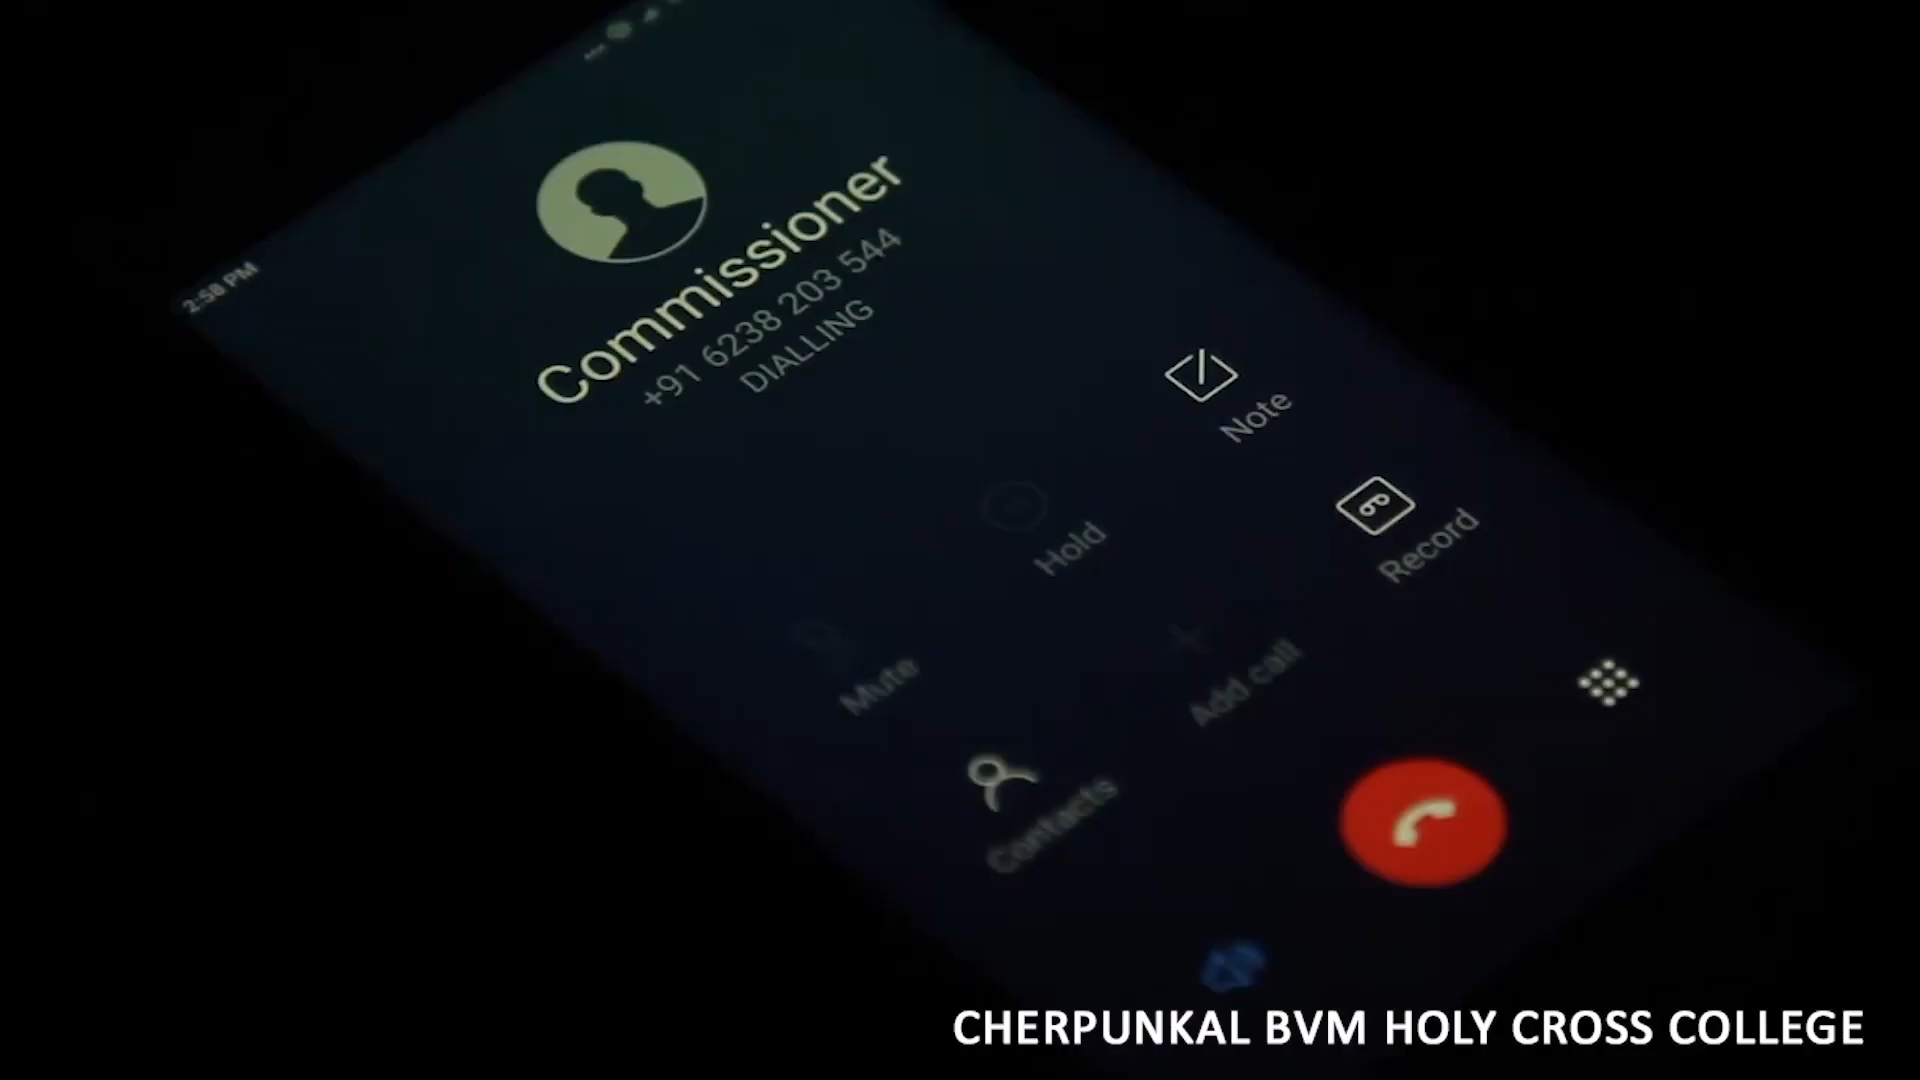 2:58 PM
Commissioner
+91 6238 203 544
DIALLING
Note
Hold
Record
Mute
Add call
Contacts
CHERPUNKAL BVM HOLY CROSS COLLEGE